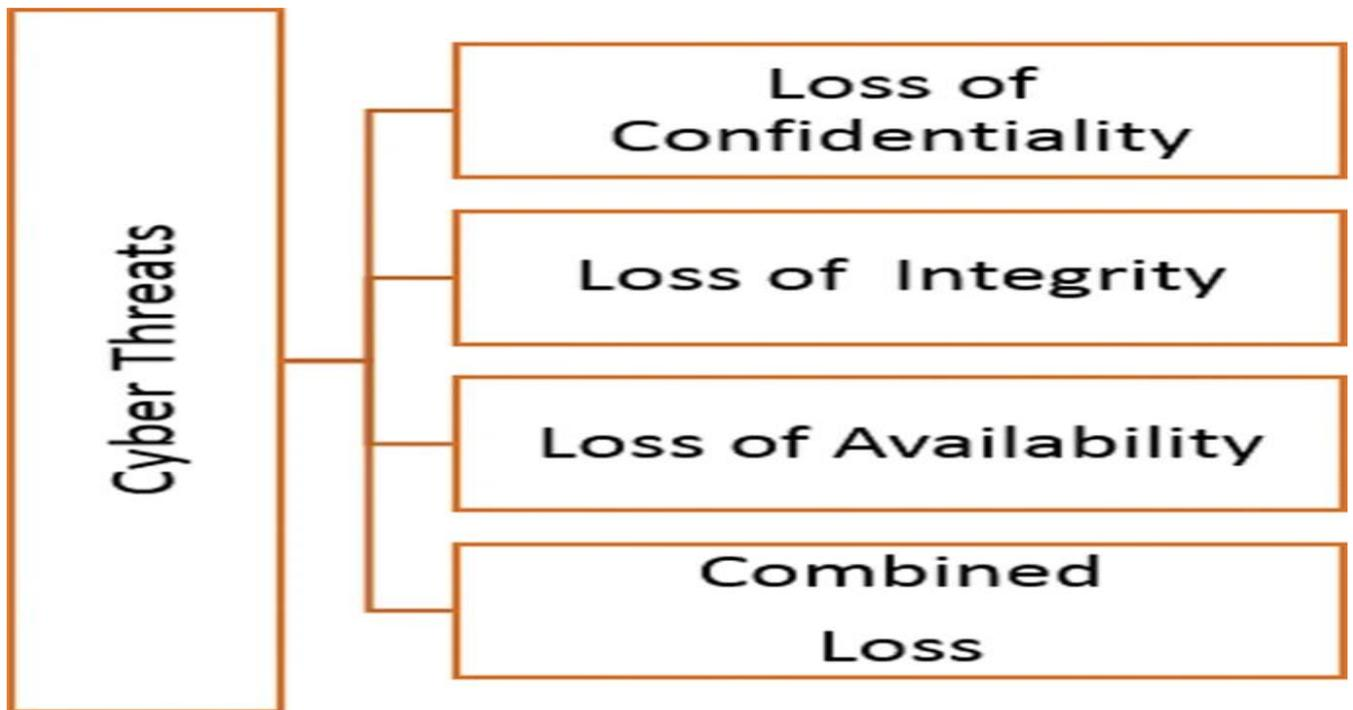 Cyber Threats
Loss of
Confidentiality
Loss of Integrity
Loss of Availability
Combined
Loss